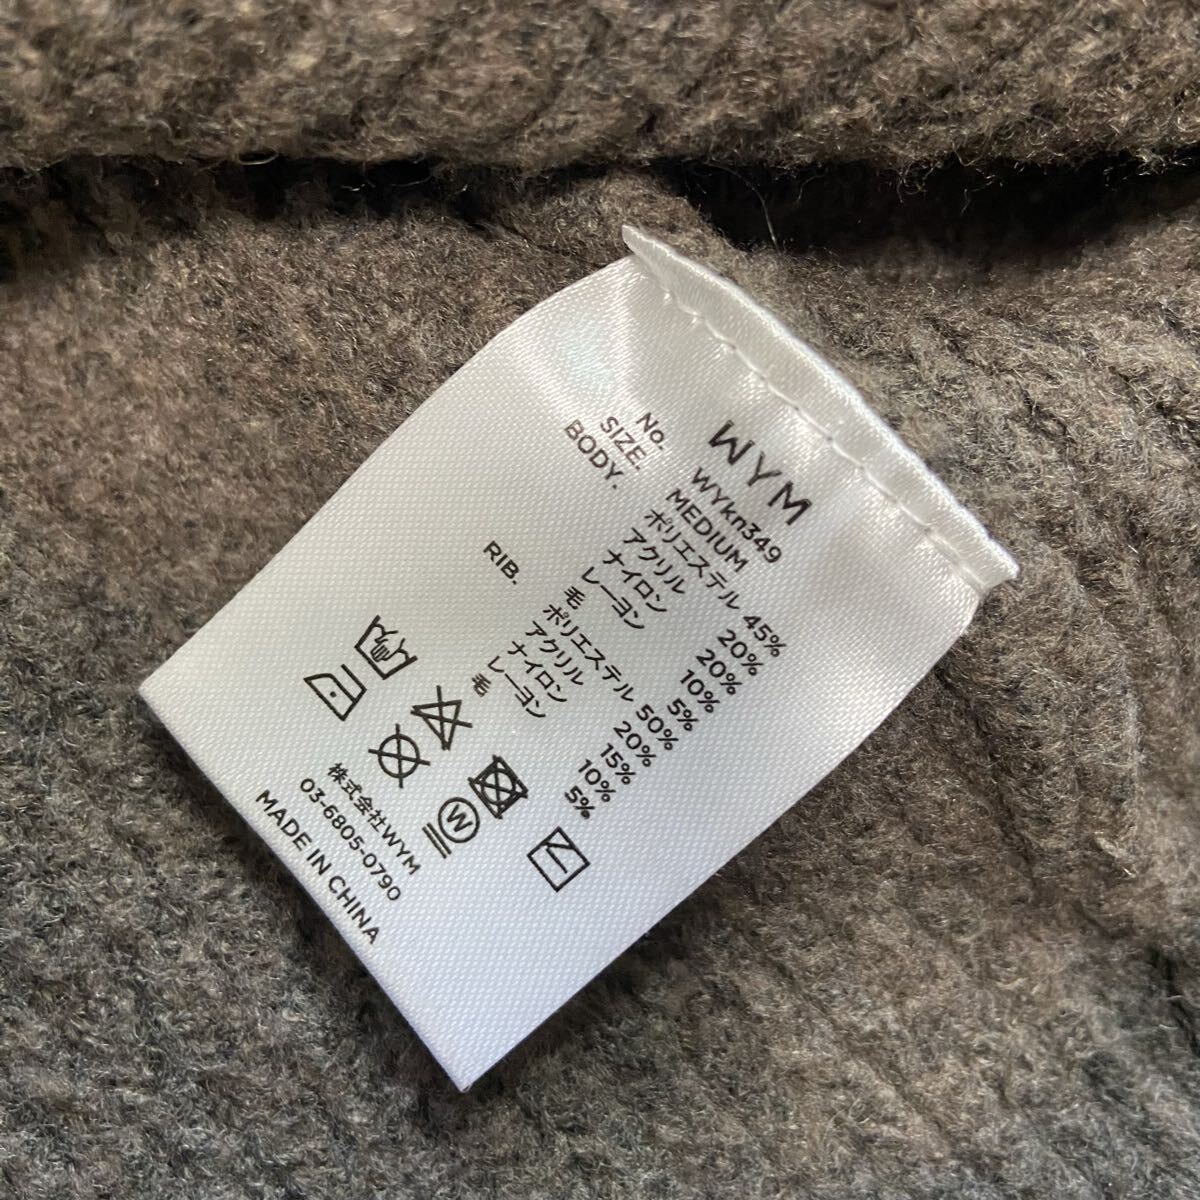 WYM
No. WYkn349
SIZE. MEDIUM
BODY. ポリエステル 45%
アクリル 20%
ナイロン 20%
レーヨン 10%
毛 5%
RIB. ポリエステル 50%
アクリル 20%
ナイロン 15%
レーヨン 10%
毛 5%
W
株式会社WYM
03-6805-0790
MADE IN CHINA